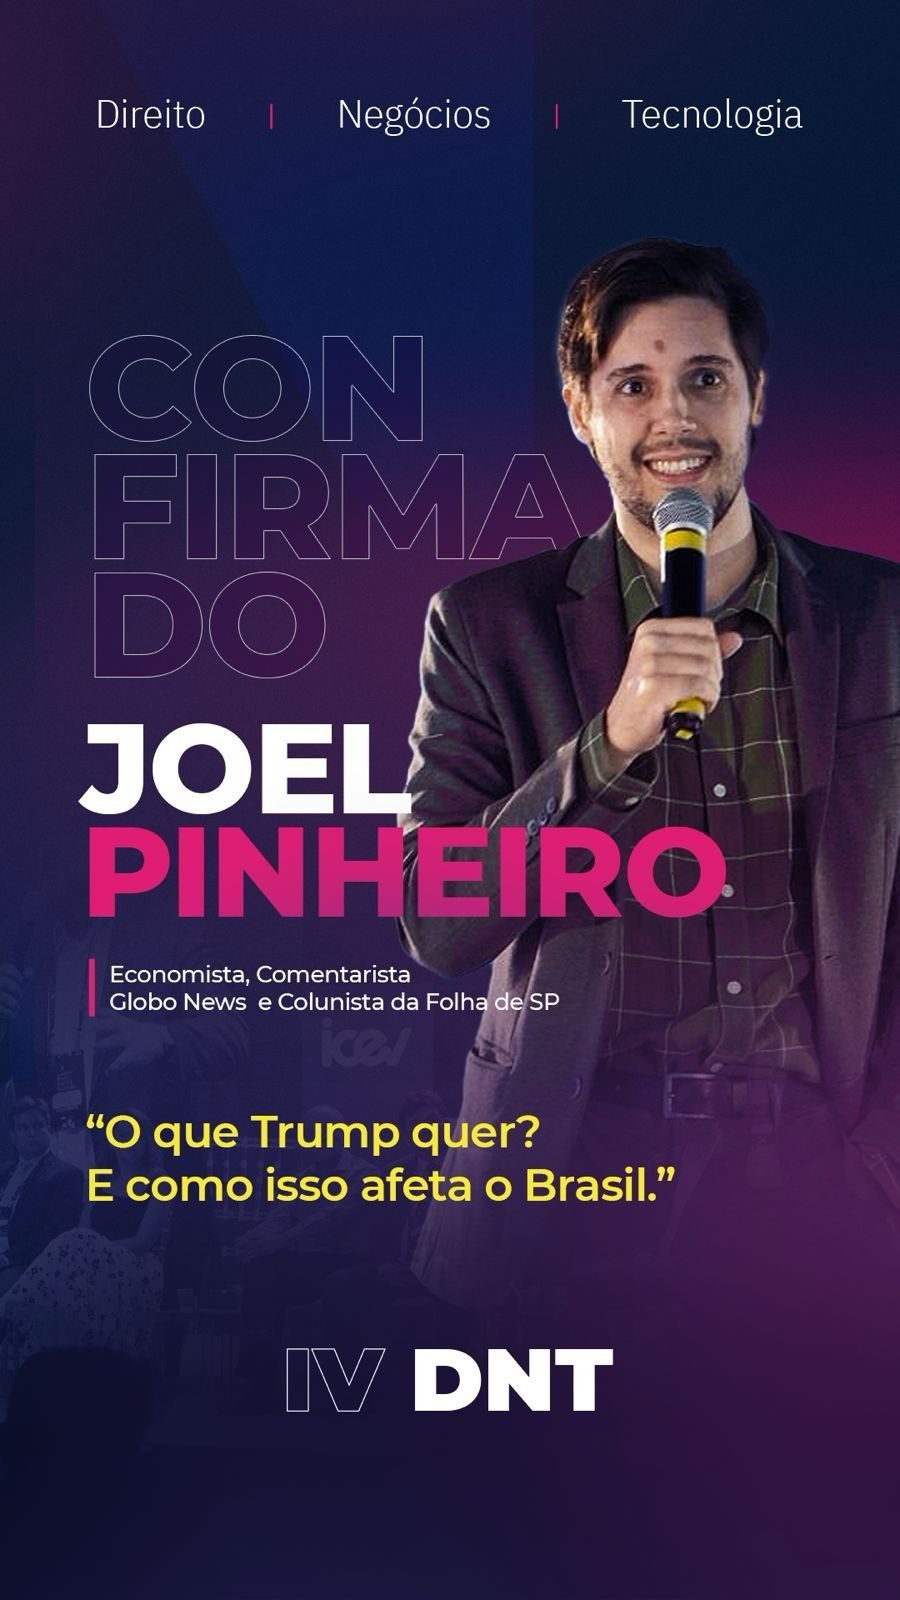 Direito | Negócios | Tecnologia
CON
FIRMA
DO
JOEL
PINHEIRO
Economista, Comentarista
Globo News e Colunista da Folha de SP
icev
“O que Trump quer?
E como isso afeta o Brasil.”
IV DNT